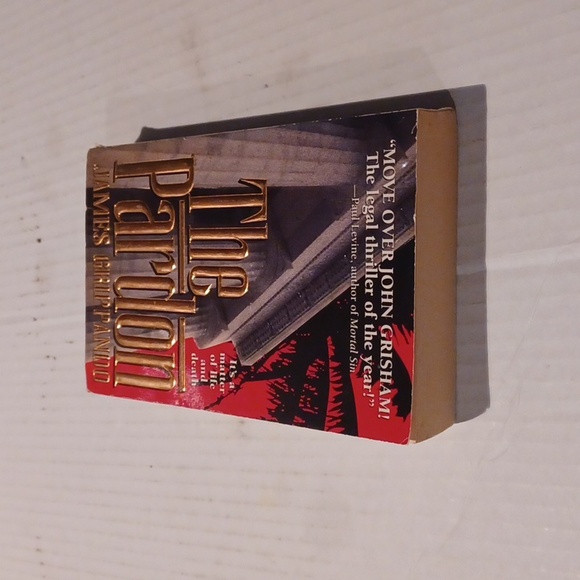 "MOVE OVER JOHN GRISHAM!
The legal thriller of the year!"
—Paul Levine, author of Mortal Sin
The
Pardon
It's a
matter
of life
and
death
JAMES GRIPPANDO